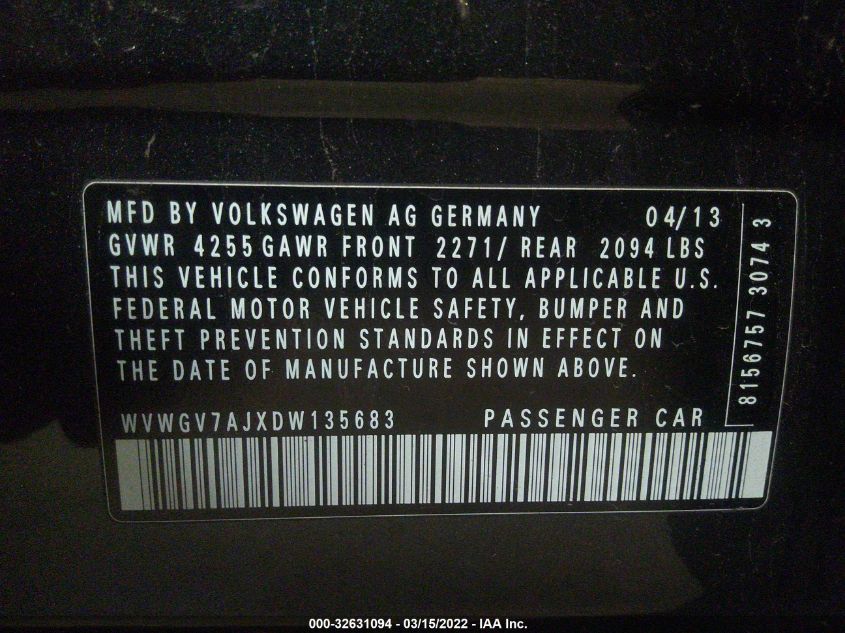 MFD BY VOLKSWAGEN AG GERMANY 04/13
GVWR 4255 GAWR FRONT 2271/ REAR 2094 LBS
THIS VEHICLE CONFORMS TO ALL APPLICABLE U.S.
FEDERAL MOTOR VEHICLE SAFETY, BUMPER AND
THEFT PREVENTION STANDARDS IN EFFECT ON
THE DATE OF MANUFACTURE SHOWN ABOVE.
WVWGV7AJXDW135683 PASSENGER CAR
8156757 3074 3
000-32631094 - 03/15/2022 - IAA Inc.